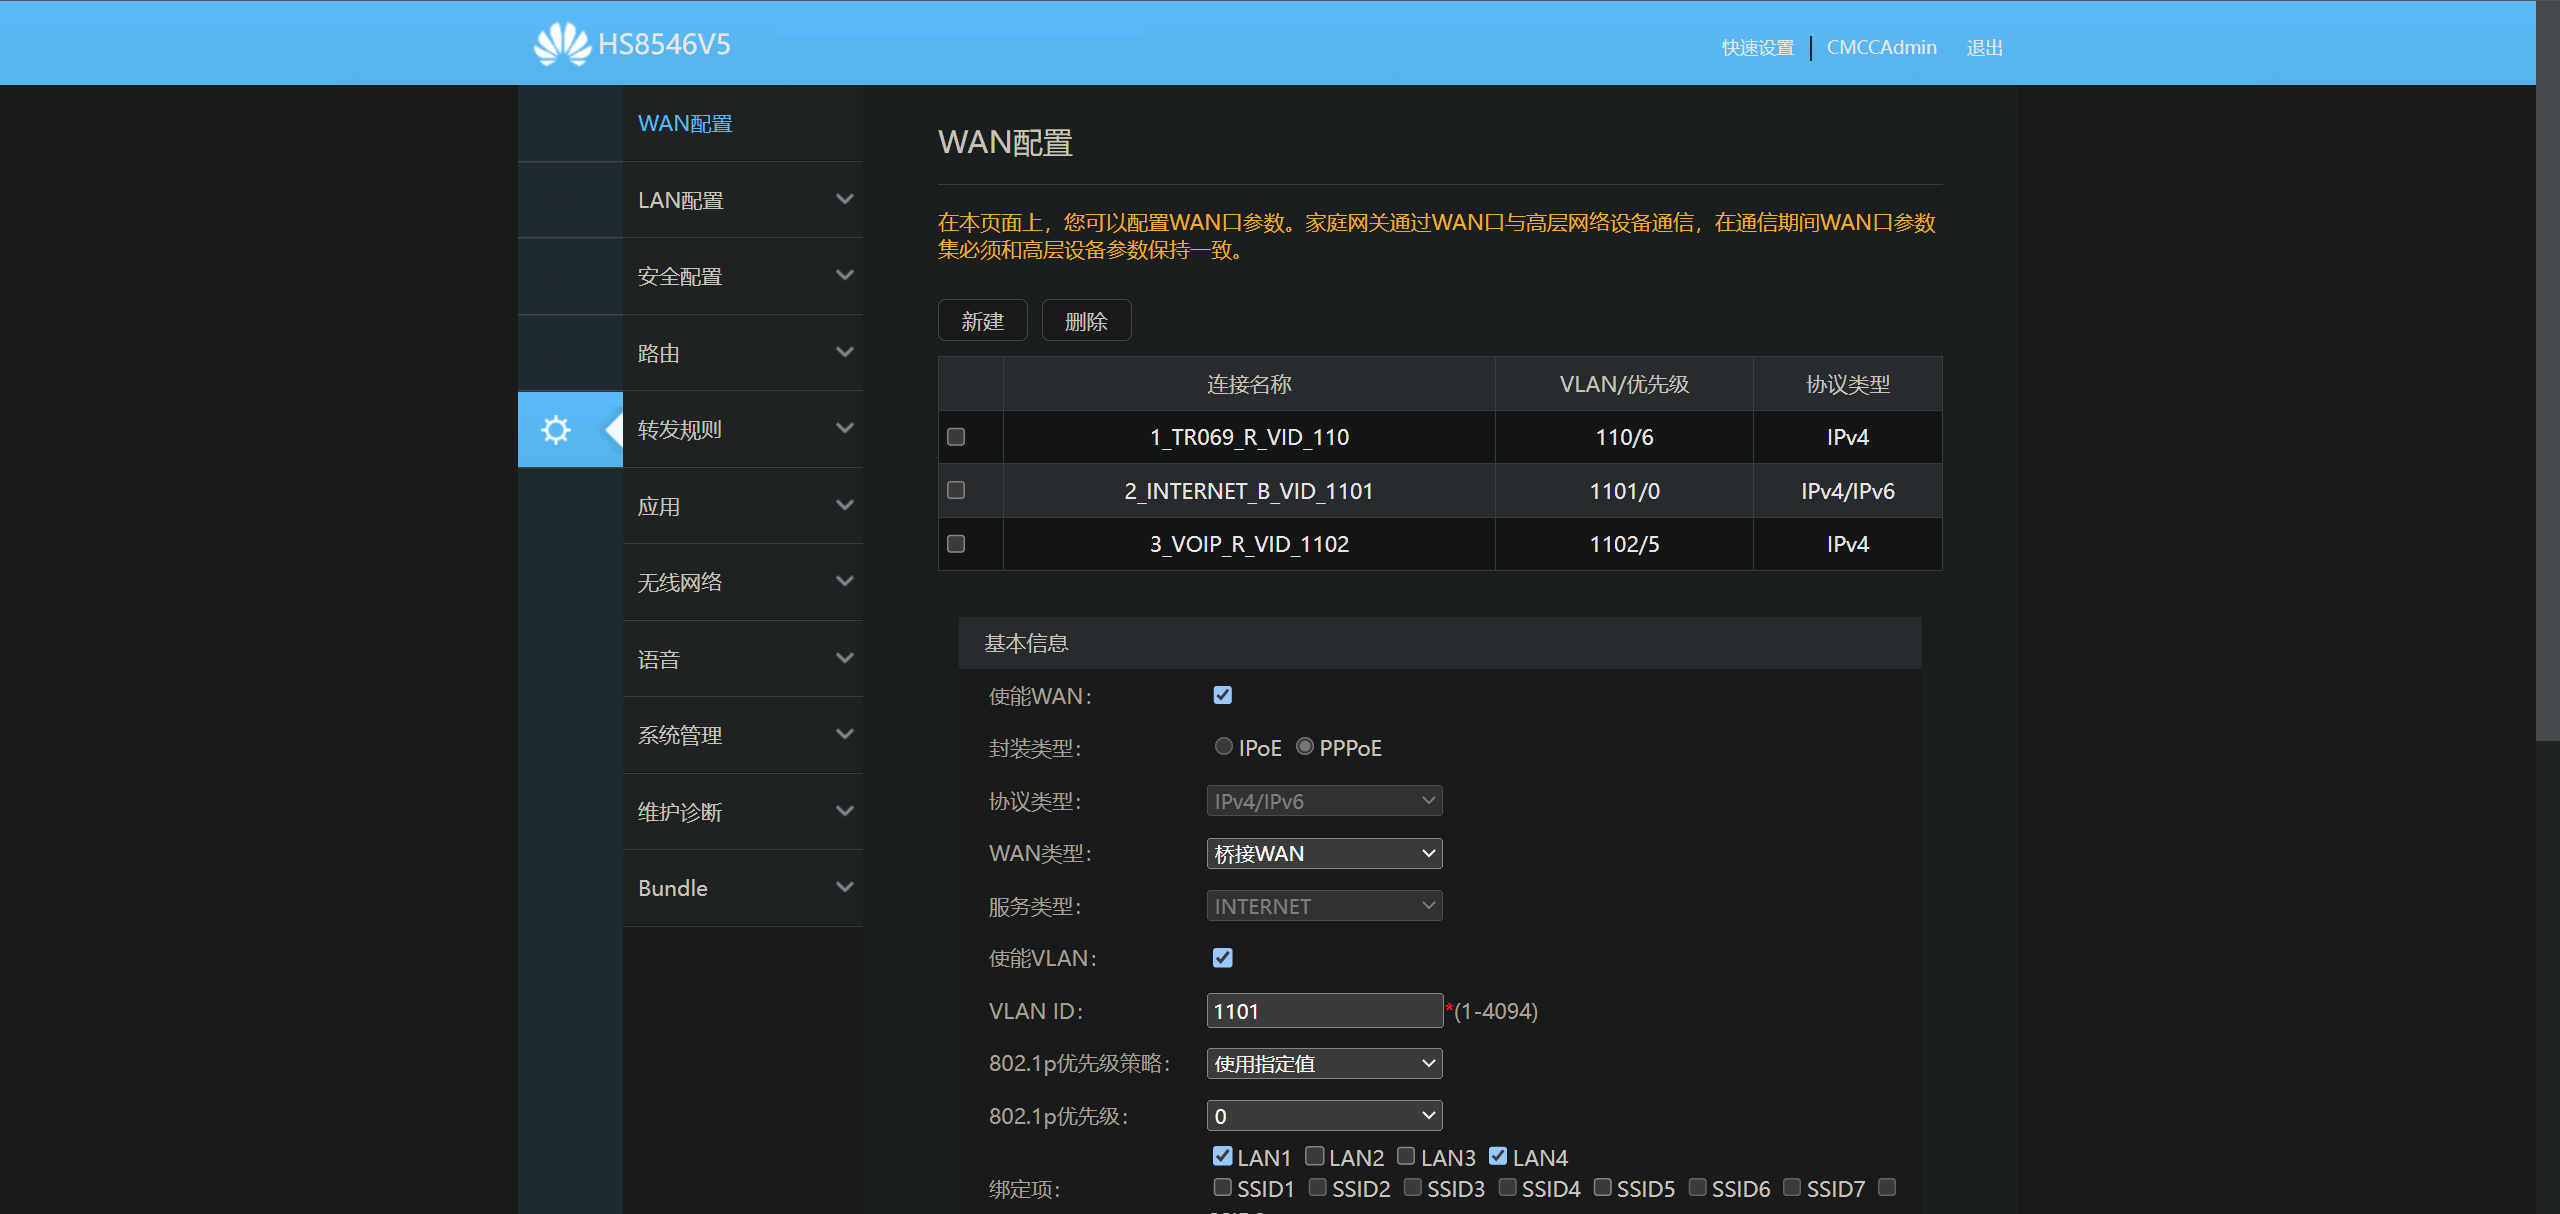 HS8546V5
快速设置
CMCCAdmin
退出
WAN配置
LAN配置
安全配置
路由
转发规则
应用
无线网络
语音
系统管理
维护诊断
Bundle
WAN配置
在本页面上，您可以配置WAN口参数。家庭网关通过WAN口与高层网络设备通信，在通信期间WAN口参数
集必须和高层设备参数保持一致。
新建 删除
连接名称 VLAN/优先级 协议类型
1_TR069_R_VID_110 110/6 IPv4
2_INTERNET_B_VID_1101 1101/0 IPv4/IPv6
3_VOIP_R_VID_1102 1102/5 IPv4
基本信息
使能WAN：
封装类型： IPoE PPPoE
协议类型： IPv4/IPv6
WAN类型： 桥接WAN
服务类型： INTERNET
使能VLAN：
VLAN ID： 1101 *(1-4094)
802.1p优先级策略： 使用指定值
802.1p优先级： 0
LAN1 LAN2 LAN3 LAN4
绑定项： SSID1 SSID2 SSID3 SSID4 SSID5 SSID6 SSID7